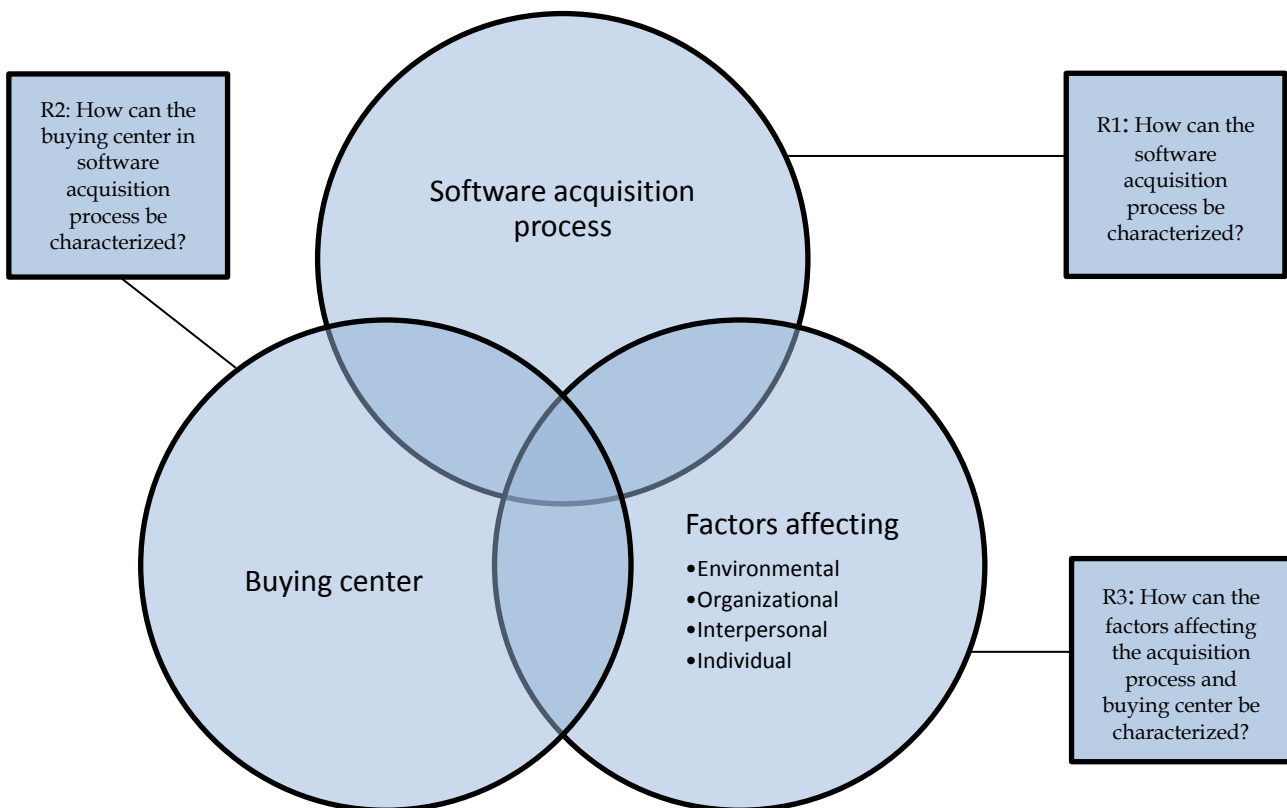 R2: How can the
buying center in
software
acquisition
process be
characterized?
Software acquisition
process
R1: How can the
software
acquisition
process be
characterized?
Buying center
Factors affecting
•Environmental
•Organizational
•Interpersonal
•Individual
R3: How can the
factors affecting
the acquisition
process and
buying center be
characterized?